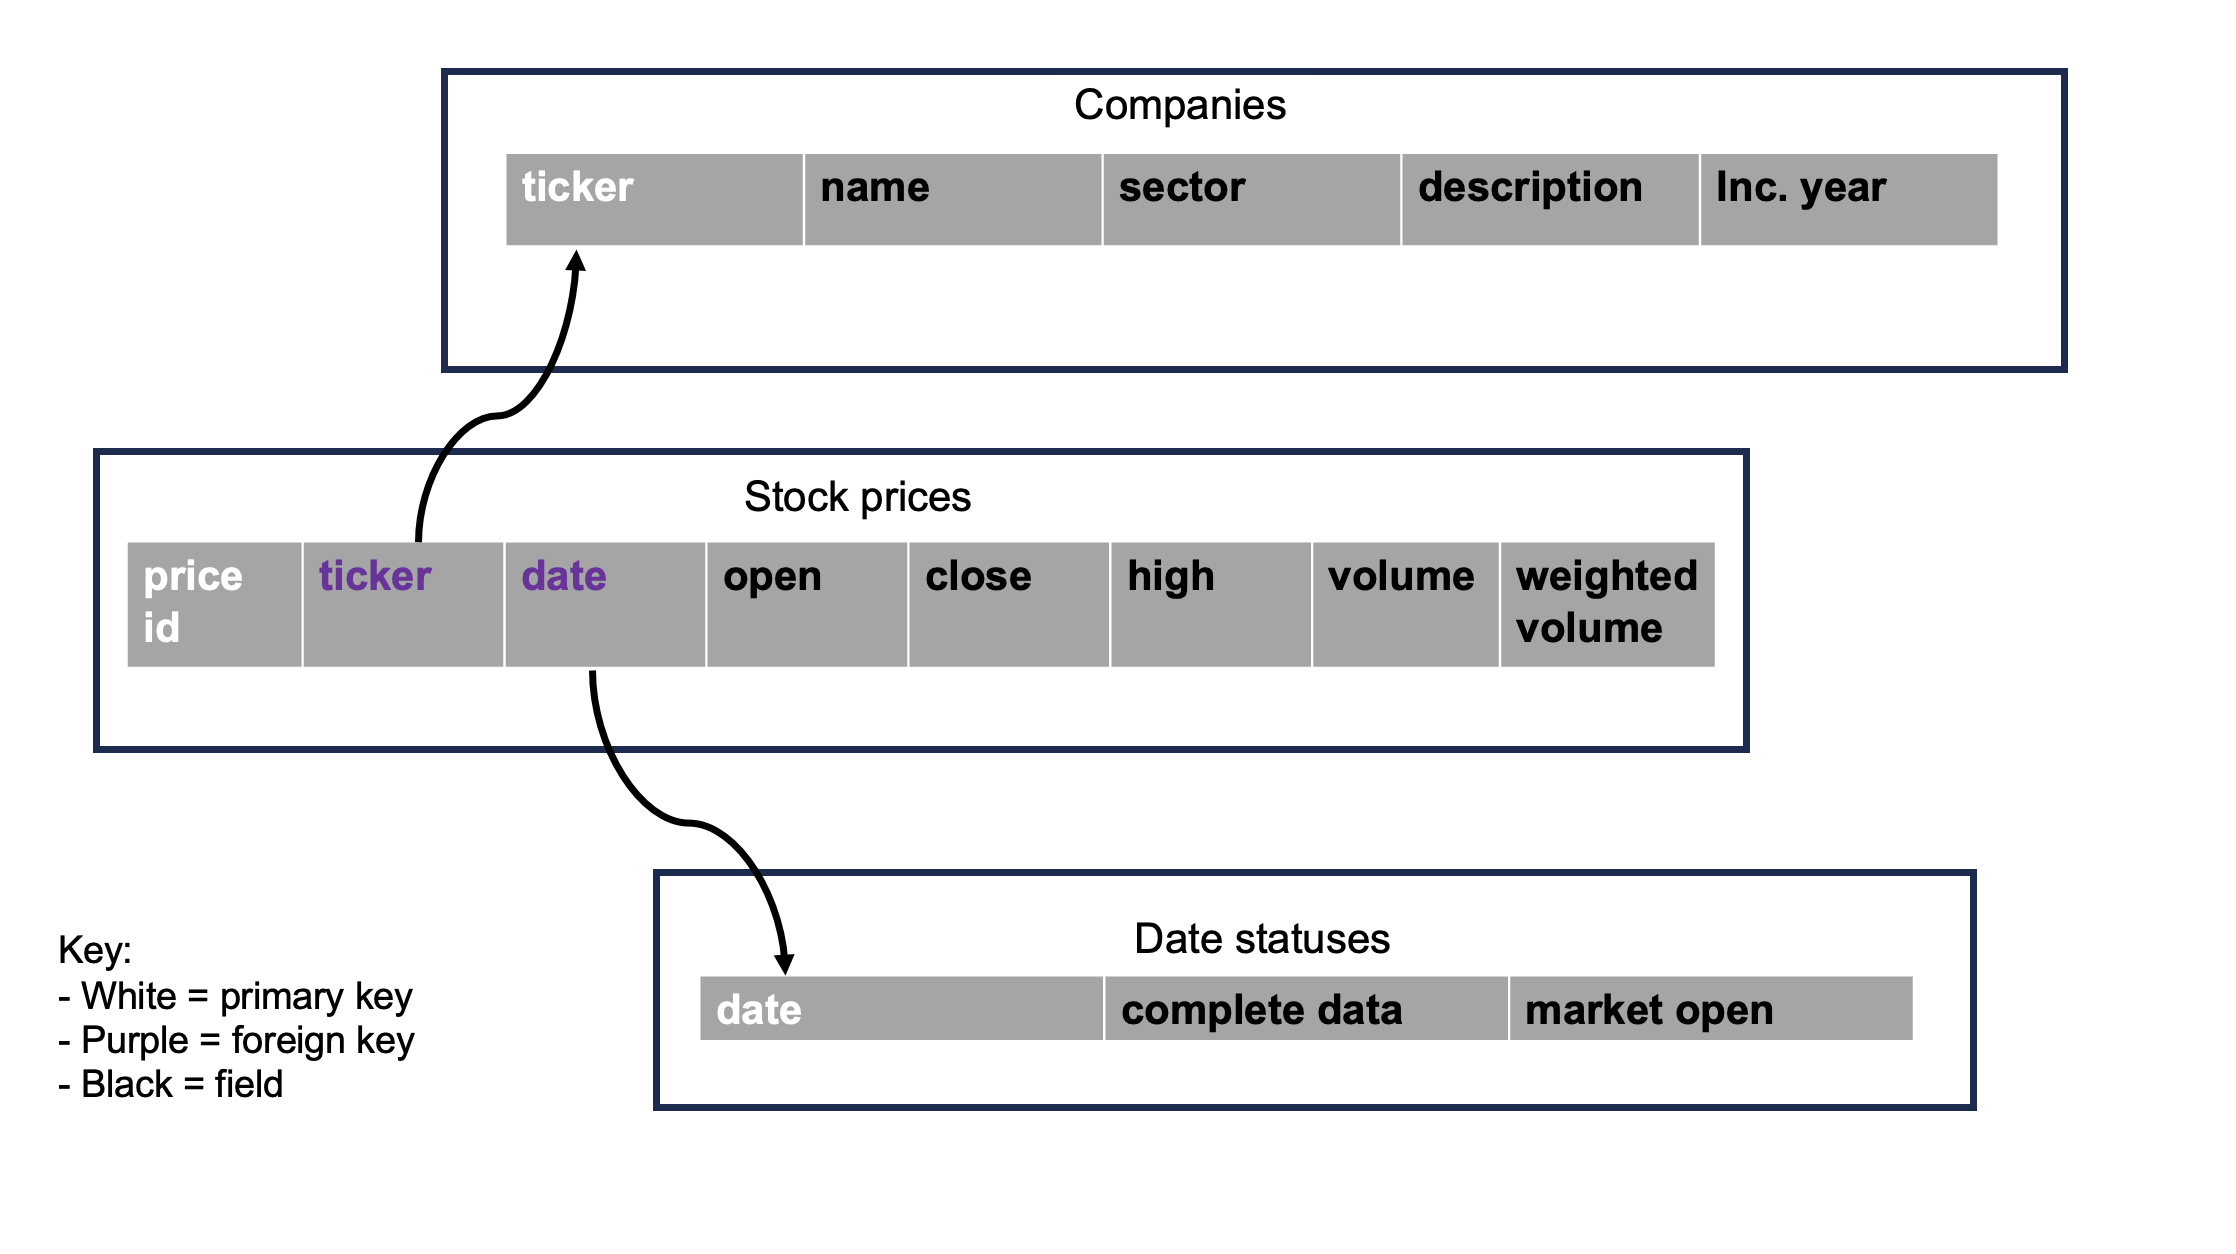 Companies
ticker name sector description Inc. year
Stock prices
price ticker date open close high volume weighted
id volume
Date statuses
date complete data market open
Key:
- White = primary key
- Purple = foreign key
- Black = field